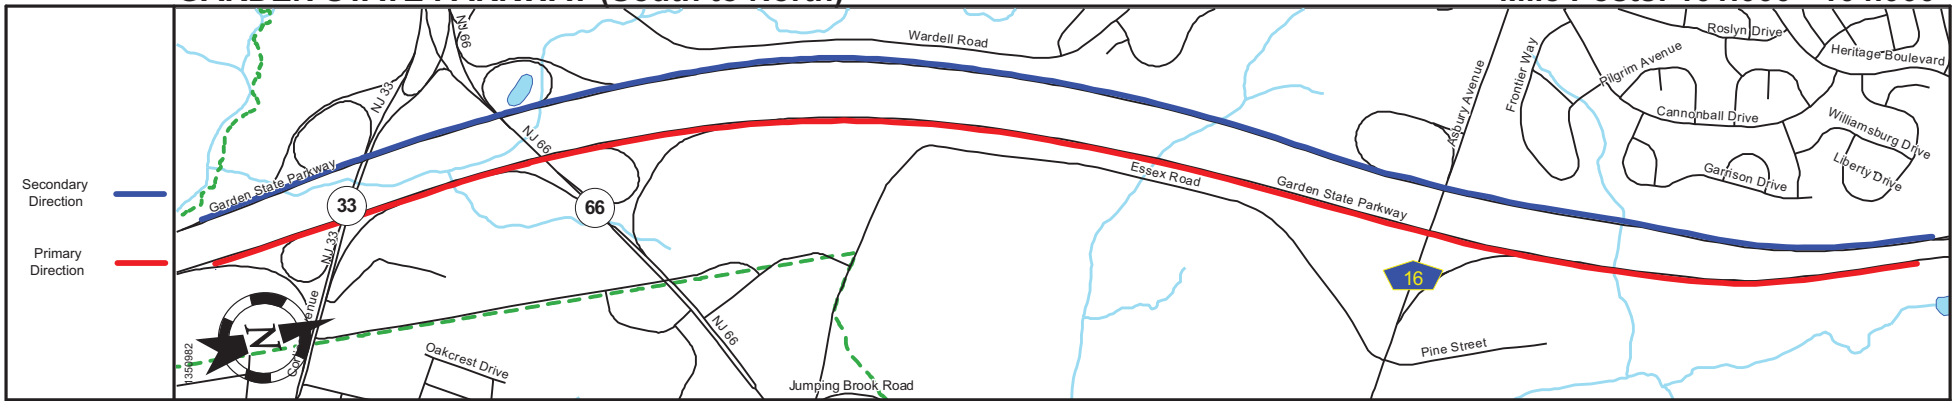 NJ 66
Wardell Road
Roslyn Drive
Heritage Boulevard
Pilgrim Avenue
Frontier Way
Asbury Avenue
NJ 33
Cannonball Drive
Williamsburg Drive
NJ 66
Liberty Drive
Garrison Drive
Essex Road
Garden State Parkway
Garden State Parkway
Secondary
Direction
33
66
NJ 33
Primary
Direction
16
N
NJ 66
1350982
Oakcrest Drive
Pine Street
Jumping Brook Road